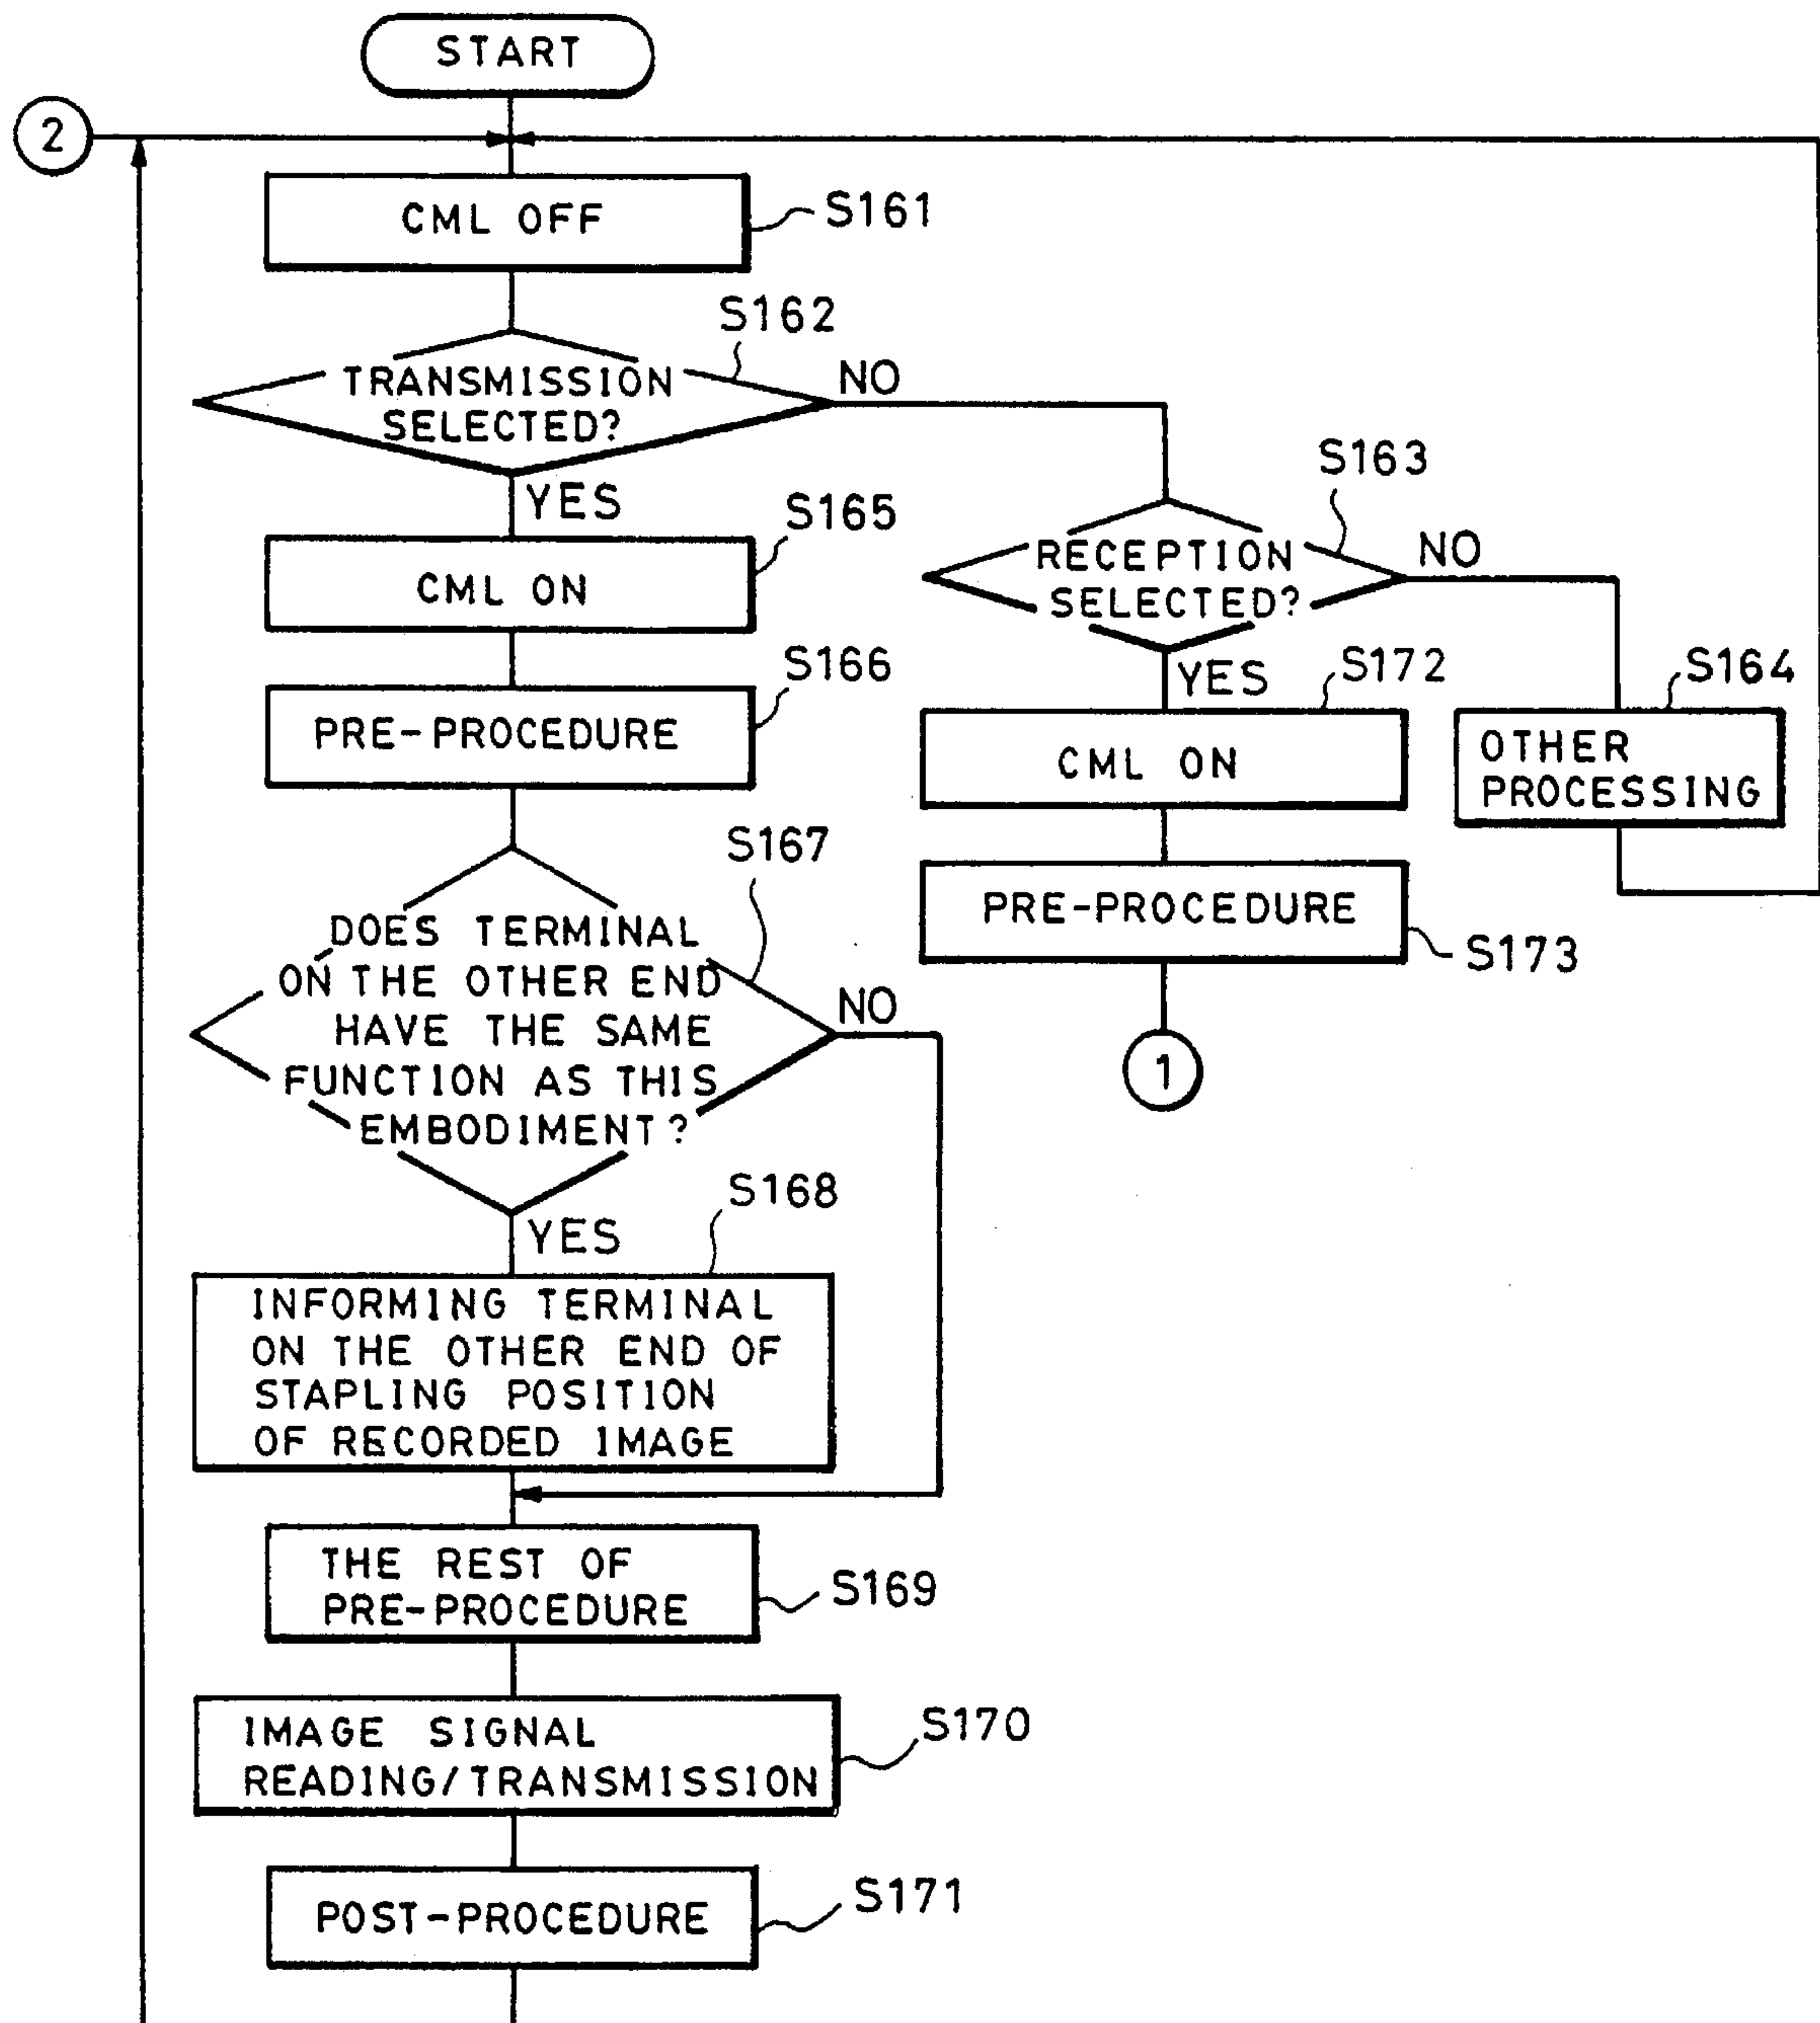 START
2
CML OFF
S161
S162
TRANSMISSION
SELECTED?
NO
YES
S163
RECEPTION
SELECTED?
NO
YES
S165
CML ON
S166
PRE-PROCEDURE
S172
CML ON
S164
OTHER
PROCESSING
PRE-PROCEDURE
S173
1
S167
DOES TERMINAL
ON THE OTHER END
HAVE THE SAME
FUNCTION AS THIS
EMBODIMENT?
NO
YES
S168
INFORMING TERMINAL
ON THE OTHER END OF
STAPLING POSITION
OF RECORDED IMAGE
THE REST OF
PRE-PROCEDURE
S169
IMAGE SIGNAL
READING/TRANSMISSION
S170
POST-PROCEDURE
S171